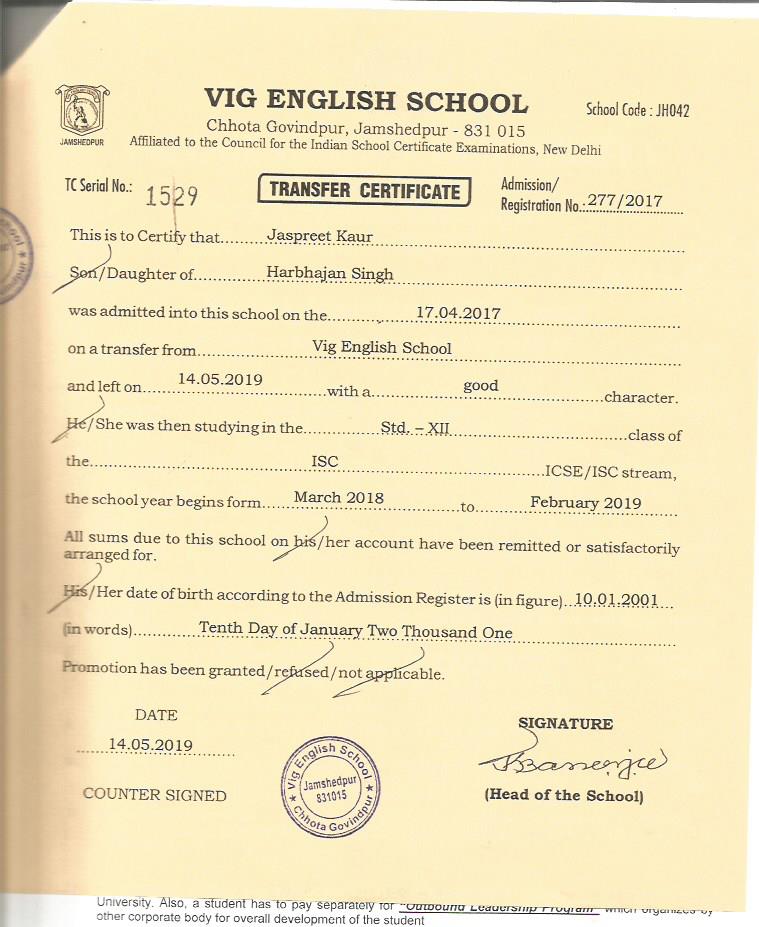 VIG ENGLISH SCHOOL
School Code : JH042
Chhota Govindpur, Jamshedpur - 831 015
JAMSHEDPUR
Affiliated to the Council for the Indian School Certificate Examinations, New Delhi
TC Serial No.: 1529
TRANSFER CERTIFICATE
Admission/
Registration No.: 277/2017
This is to Certify that...... Jaspreet Kaur
Son/Daughter of...... Harbhajan Singh
was admitted into this school on the...... 17.04.2017
on a transfer from...... Vig English School
and left on...... 14.05.2019 ......with a...... good ......character.
He/She was then studying in the...... Std. – XII ......class of
the...... ISC ......ICSE/ISC stream,
the school year begins form...... March 2018 ......to...... February 2019
All sums due to this school on his/her account have been remitted or satisfactorily
arranged for.
His/Her date of birth according to the Admission Register is (in figure)...10.01.2001...
(in words)...... Tenth Day of January Two Thousand One
Promotion has been granted/refused/not applicable.
DATE
14.05.2019
COUNTER SIGNED
Vig English School
Jamshedpur
831015
Chhota Govindpur
SIGNATURE
(Head of the School)
University. Also, a student has to pay separately for "Outbound Leadership Program" which organizes by
other corporate body for overall development of the student